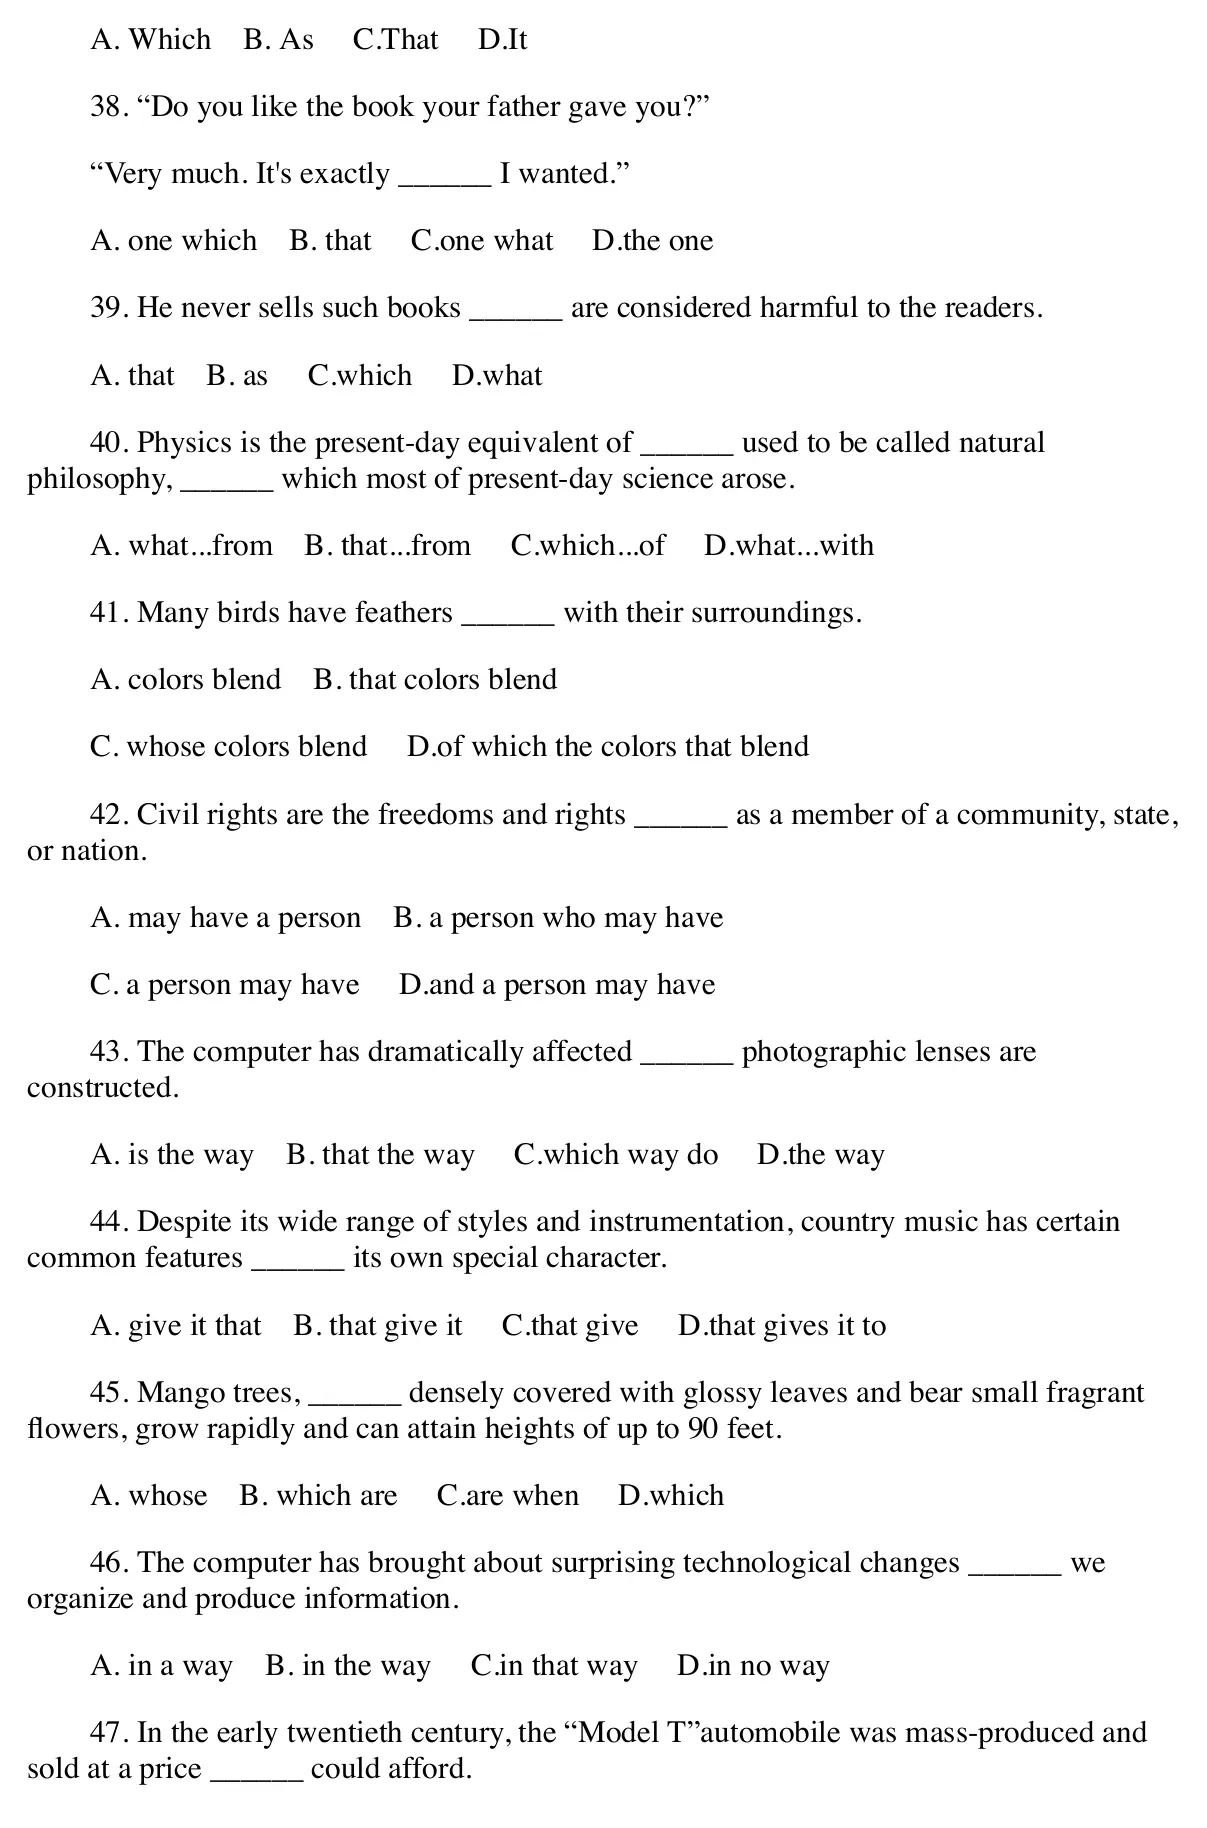 A. Which B. As C.That D.It
38. “Do you like the book your father gave you?”
“Very much. It's exactly ______ I wanted.”
A. one which B. that C.one what D.the one
39. He never sells such books ______ are considered harmful to the readers.
A. that B. as C.which D.what
40. Physics is the present-day equivalent of ______ used to be called natural
philosophy, ______ which most of present-day science arose.
A. what...from B. that...from C.which...of D.what...with
41. Many birds have feathers ______ with their surroundings.
A. colors blend B. that colors blend
C. whose colors blend D.of which the colors that blend
42. Civil rights are the freedoms and rights ______ as a member of a community, state,
or nation.
A. may have a person B. a person who may have
C. a person may have D.and a person may have
43. The computer has dramatically affected ______ photographic lenses are
constructed.
A. is the way B. that the way C.which way do D.the way
44. Despite its wide range of styles and instrumentation, country music has certain
common features ______ its own special character.
A. give it that B. that give it C.that give D.that gives it to
45. Mango trees, ______ densely covered with glossy leaves and bear small fragrant
flowers, grow rapidly and can attain heights of up to 90 feet.
A. whose B. which are C.are when D.which
46. The computer has brought about surprising technological changes ______ we
organize and produce information.
A. in a way B. in the way C.in that way D.in no way
47. In the early twentieth century, the “Model T”automobile was mass-produced and
sold at a price ______ could afford.